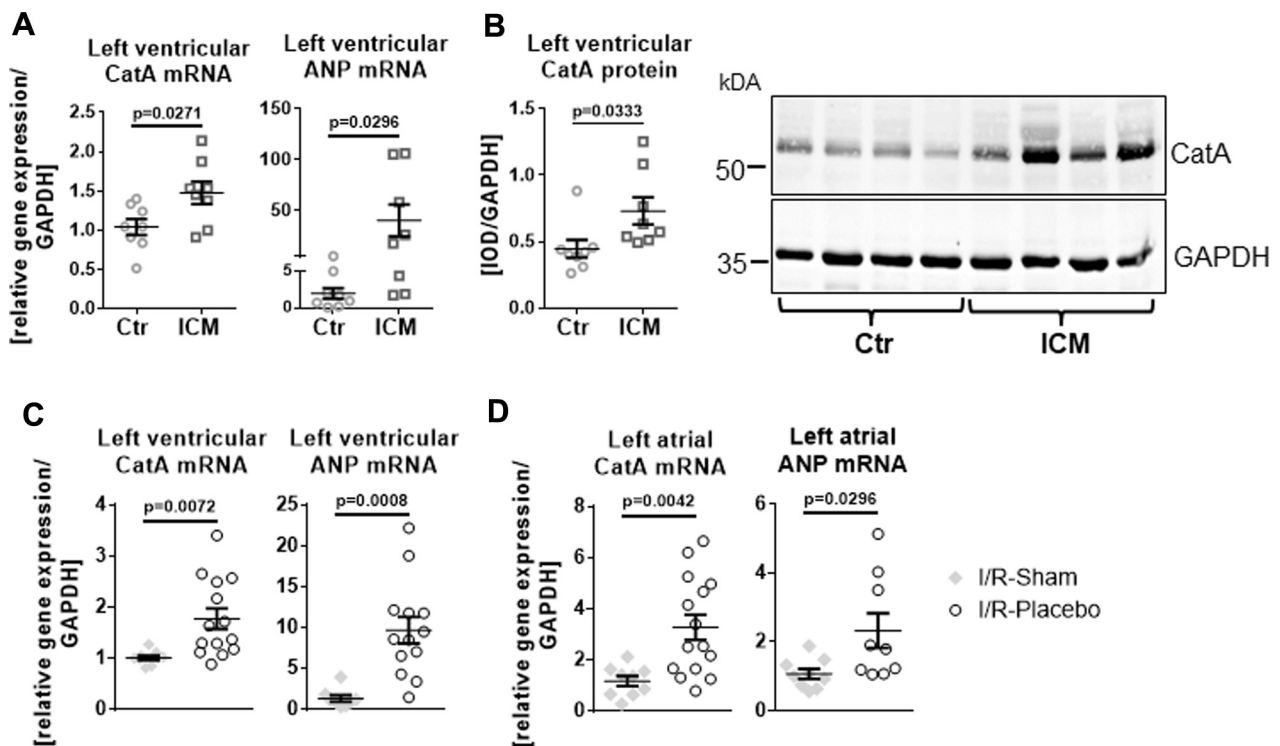 A
Left ventricular
CatA mRNA
Left ventricular
ANP mRNA
[relative gene expression/
GAPDH]
2.5
2.0
1.5
1.0
0.5
0.0
p=0.0271
Ctr
ICM
150
100
50
5
0
p=0.0296
Ctr
ICM
B
Left ventricular
CatA protein
[IOD/GAPDH]
1.5
1.0
0.5
0.0
p=0.0333
Ctr
ICM
kDA
50
35
CatA
GAPDH
Ctr
ICM
C
Left ventricular
CatA mRNA
Left ventricular
ANP mRNA
[relative gene expression/
GAPDH]
4
3
2
1
0
p=0.0072
25
20
15
10
5
0
p=0.0008
D
Left atrial
CatA mRNA
Left atrial
ANP mRNA
[relative gene expression/
GAPDH]
8
6
4
2
0
p=0.0042
6
4
2
0
p=0.0296
I/R-Sham
I/R-Placebo